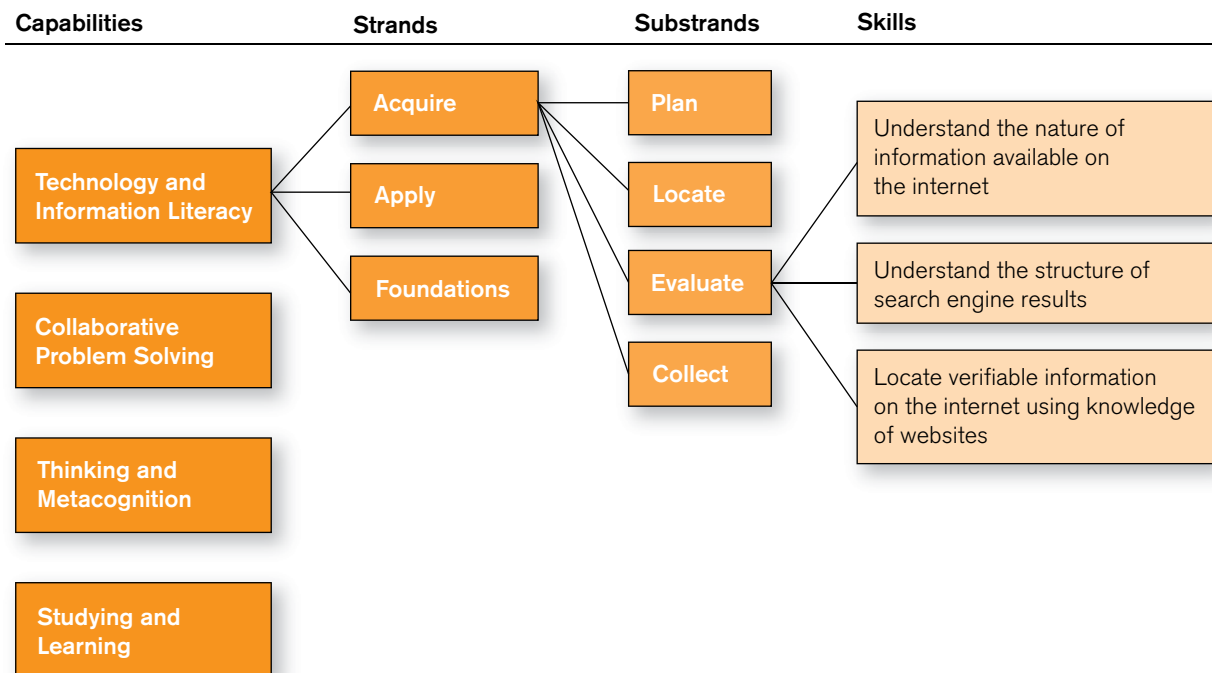 Capabilities
Strands
Substrands
Skills
Technology and
Information Literacy
Collaborative
Problem Solving
Thinking and
Metacognition
Studying and
Learning
Acquire
Apply
Foundations
Plan
Locate
Evaluate
Collect
Understand the nature of
information available on
the internet
Understand the structure of
search engine results
Locate verifiable information
on the internet using knowledge
of websites